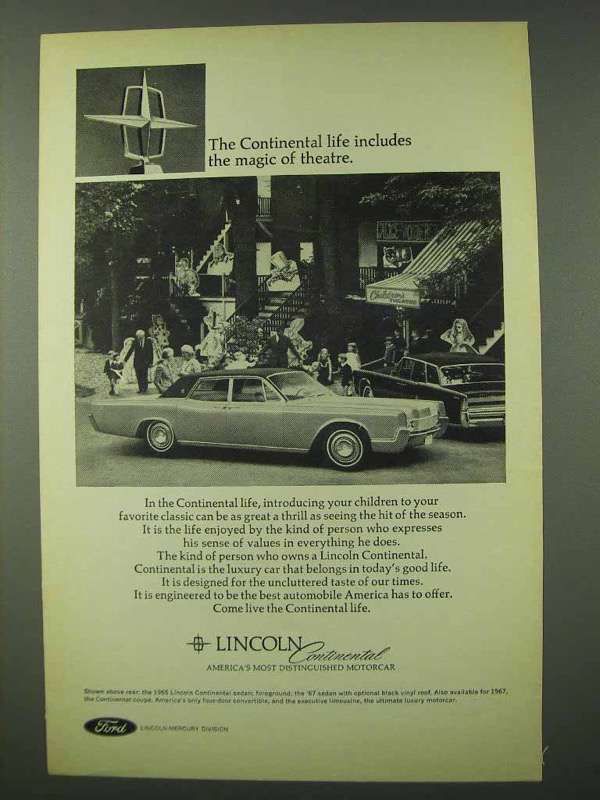 The Continental life includes
the magic of theatre.
Children's
THEATRE
In the Continental life, introducing your children to your
favorite classic can be as great a thrill as seeing the hit of the season.
It is the life enjoyed by the kind of person who expresses
his sense of values in everything he does.
The kind of person who owns a Lincoln Continental.
Continental is the luxury car that belongs in today's good life.
It is designed for the uncluttered taste of our times.
It is engineered to be the best automobile America has to offer.
Come live the Continental life.
LINCOLN Continental
AMERICA'S MOST DISTINGUISHED MOTORCAR
Shown above rear: the 1965 Lincoln Continental sedan; foreground: the '67 sedan with optional black vinyl roof. Also available for 1967,
the Continental coupe, America's only four-door convertible, and the executive limousine, the ultimate luxury motorcar.
Ford LINCOLN-MERCURY DIVISION